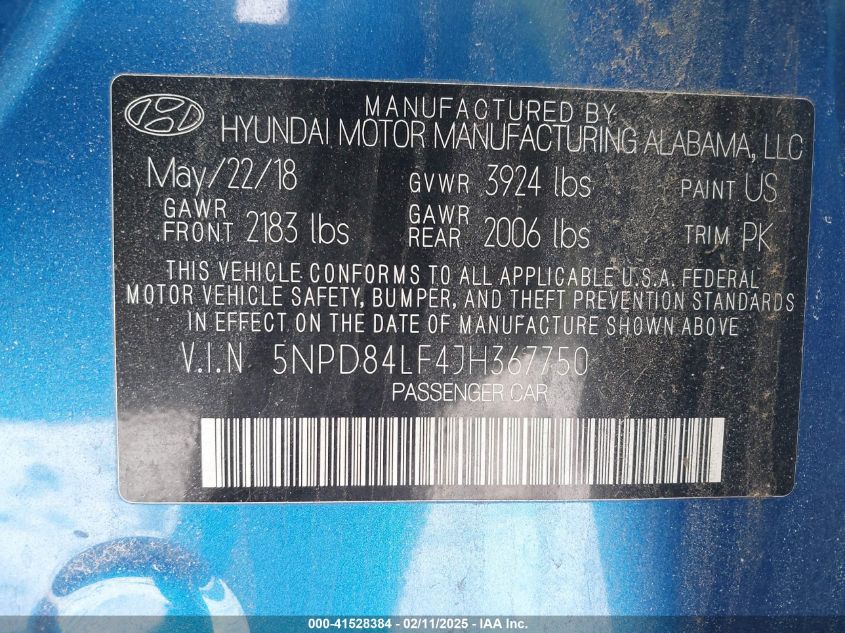 MANUFACTURED BY
HYUNDAI MOTOR MANUFACTURING ALABAMA, LLC
May/22/18 GVWR 3924 lbs PAINT US
GAWR FRONT 2183 lbs GAWR REAR 2006 lbs TRIM PK
THIS VEHICLE CONFORMS TO ALL APPLICABLE U.S.A. FEDERAL
MOTOR VEHICLE SAFETY, BUMPER, AND THEFT PREVENTION STANDARDS
IN EFFECT ON THE DATE OF MANUFACTURE SHOWN ABOVE
V.I.N 5NPD84LF4JH367750
PASSENGER CAR
000-41528384 - 02/11/2025 - IAA Inc.